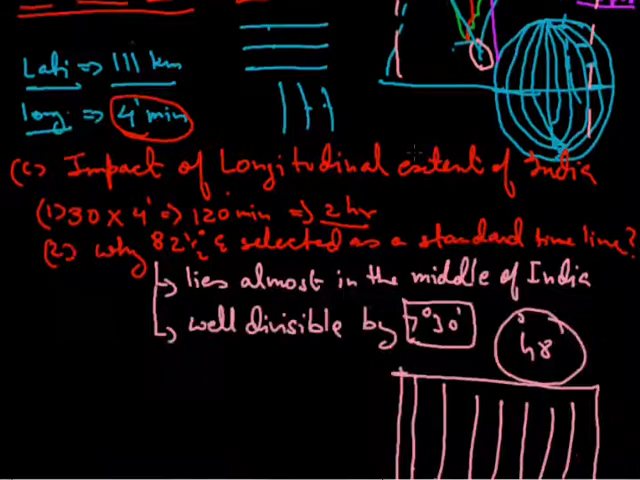 Lati => 111 km
long. => 4' min
(c) Impact of Longitudinal extent of India
(1) 30 x 4' => 120 min => 2 hr
(2) why 82 1/2° E selected as a standard time line?
↳ lies almost in the middle of India
↳ well divisible by 7°30'
48